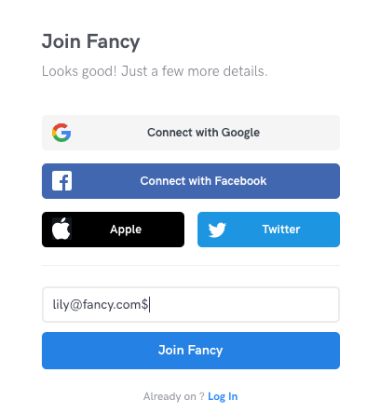 Join Fancy
Looks good! Just a few more details.
Connect with Google
Connect with Facebook
Apple
Twitter
lily@fancy.com$
Join Fancy
Already on ? Log In